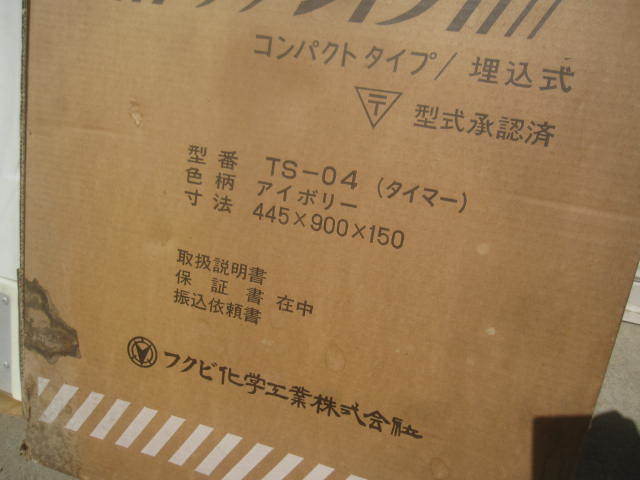 コンパクトタイプ/埋込式
〒 型式承認済
型番 TS-04 (タイマー)
色柄 アイボリー
寸法 445×900×150
取扱説明書
保証書 在中
振込依頼書
フクビ化学工業株式会社